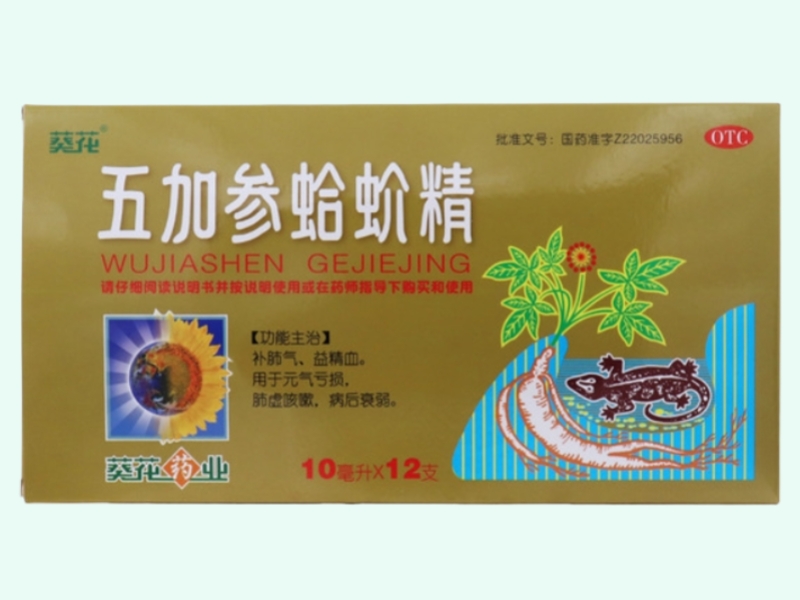 葵花®
批准文号：国药准字Z22025956
OTC
五加参蛤蚧精
WUJIASHEN GEJIEJING
请仔细阅读说明书并按说明使用或在药师指导下购买和使用
【功能主治】
补肺气、益精血。
用于元气亏损，
肺虚咳嗽，病后衰弱。
葵花药业
10毫升X12支